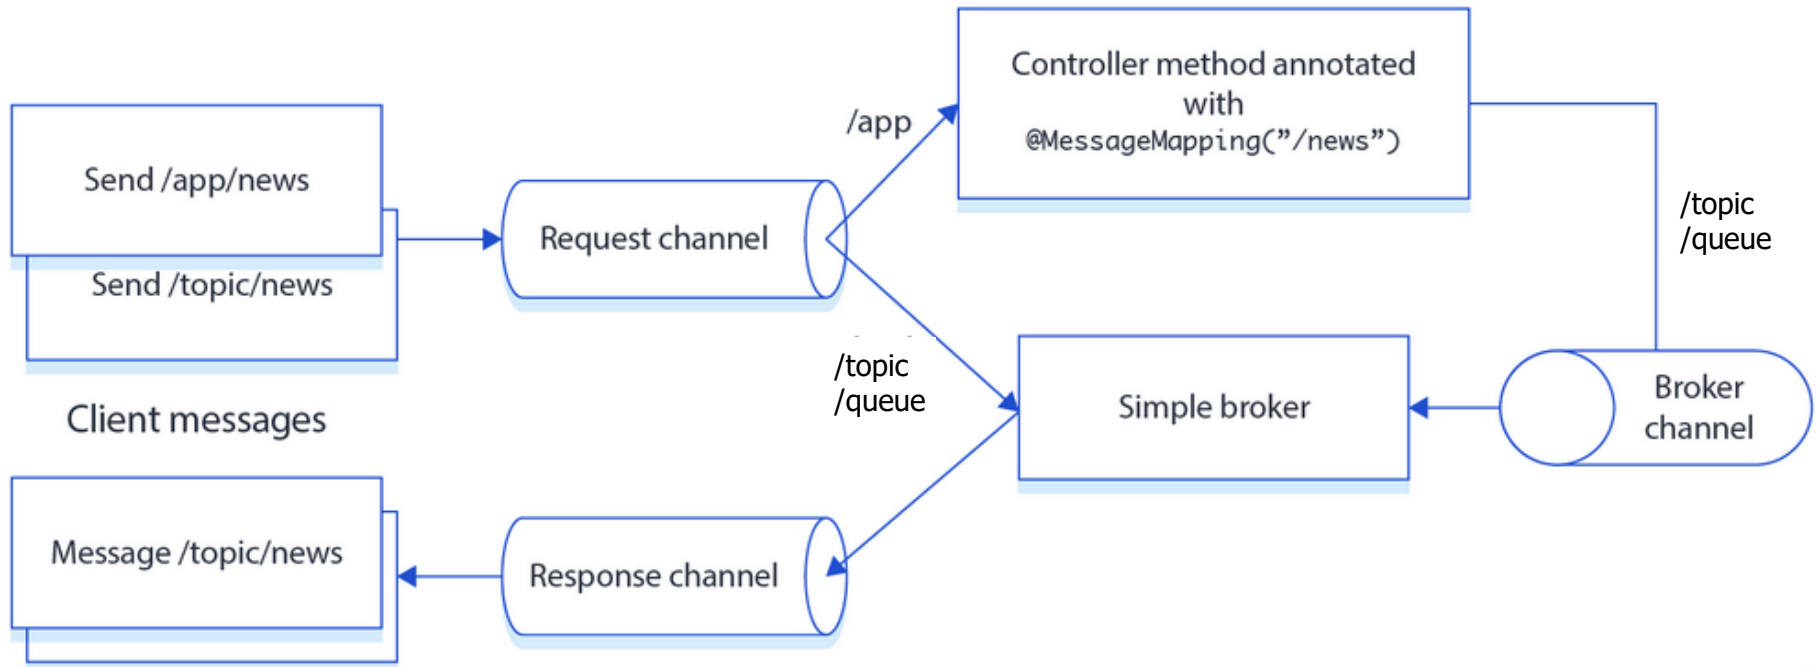 Send /app/news
Send /topic/news
Client messages
Message /topic/news
Request channel
Response channel
/app
/topic
/queue
Controller method annotated
with
@MessageMapping(”/news”)
Simple broker
/topic
/queue
Broker
channel